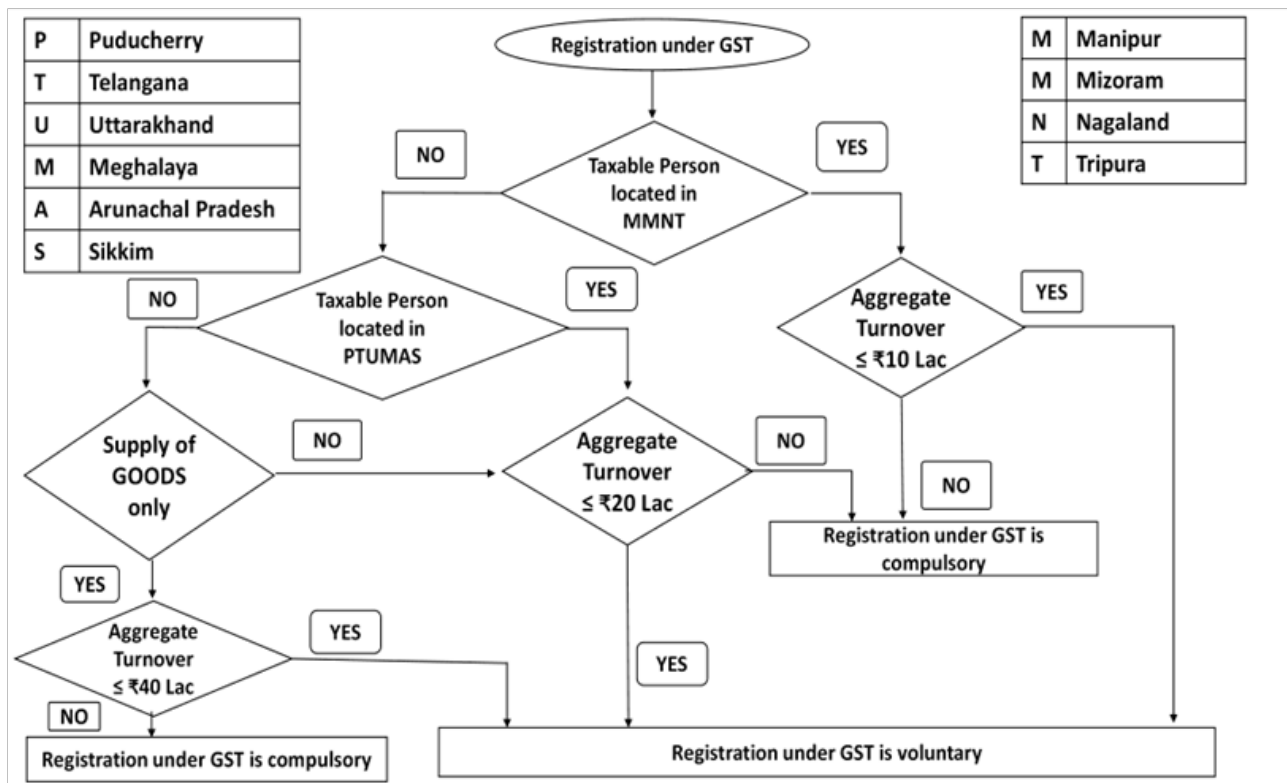 P Puducherry
T Telangana
U Uttarakhand
M Meghalaya
A Arunachal Pradesh
S Sikkim
Registration under GST
M Manipur
M Mizoram
N Nagaland
T Tripura
NO
YES
Taxable Person
located in
MMNT
NO
YES
Taxable Person
located in
PTUMAS
Aggregate
Turnover
≤ ₹10 Lac
YES
Supply of
GOODS
only
NO
Aggregate
Turnover
≤ ₹20 Lac
NO
NO
Registration under GST is
compulsory
YES
Aggregate
Turnover
≤ ₹40 Lac
YES
YES
NO
Registration under GST is compulsory
Registration under GST is voluntary